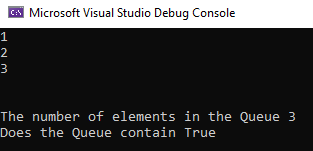 Microsoft Visual Studio Debug Console
1
2
3
The number of elements in the Queue 3
Does the Queue contain True